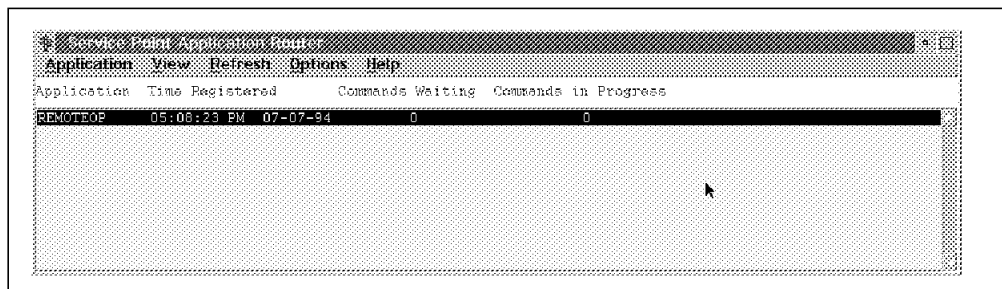 Service Point Application Router
Application View Refresh Options Help
Application Time Registered Commands Waiting Commands in Progress
REMOTEOP 05:08:23 PM 07-07-94 0 0